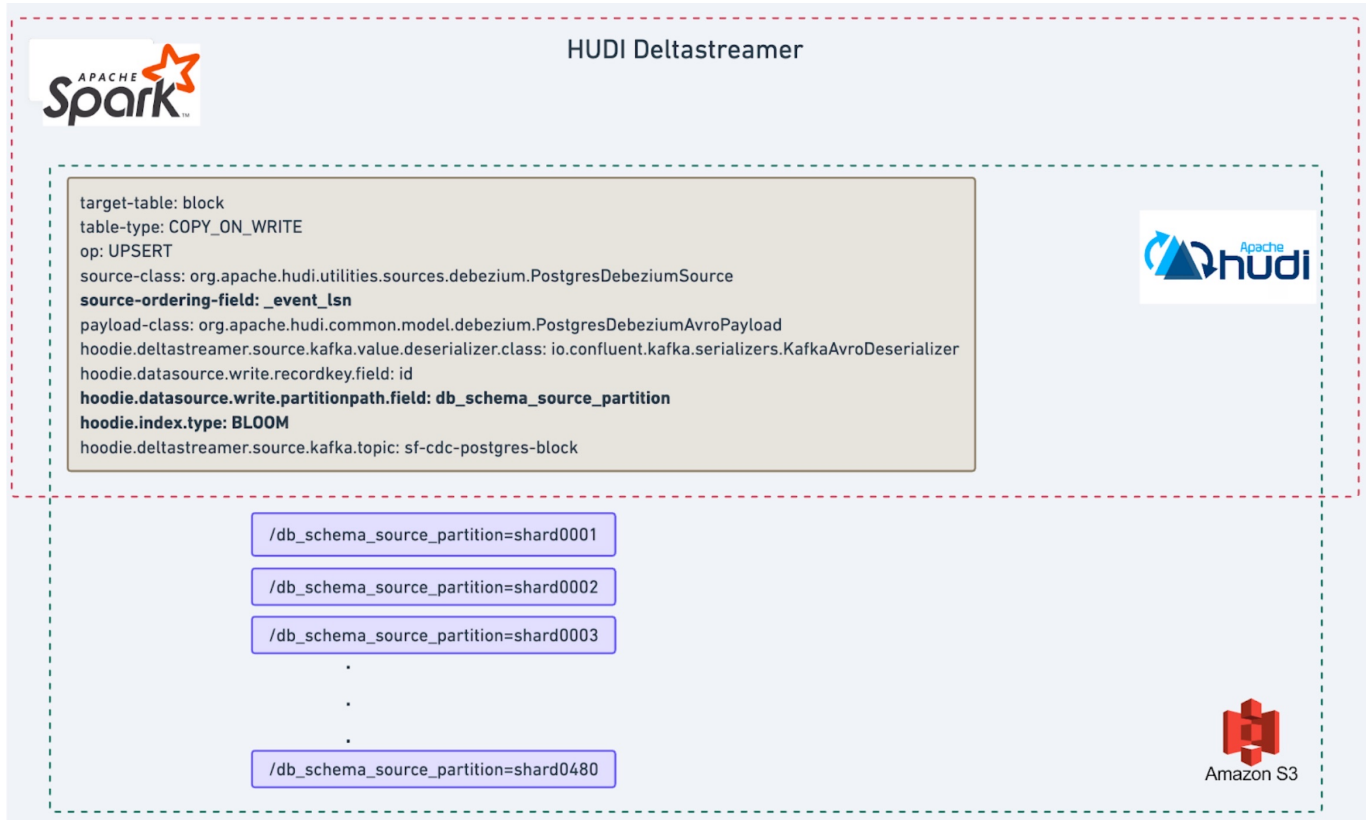 HUDI Deltastreamer
APACHE
Spark™
target-table: block
table-type: COPY_ON_WRITE
op: UPSERT
source-class: org.apache.hudi.utilities.sources.debezium.PostgresDebeziumSource
source-ordering-field: _event_lsn
payload-class: org.apache.hudi.common.model.debezium.PostgresDebeziumAvroPayload
hoodie.deltastreamer.source.kafka.value.deserializer.class: io.confluent.kafka.serializers.KafkaAvroDeserializer
hoodie.datasource.write.recordkey.field: id
hoodie.datasource.write.partitionpath.field: db_schema_source_partition
hoodie.index.type: BLOOM
hoodie.deltastreamer.source.kafka.topic: sf-cdc-postgres-block
Apache
hudi
/db_schema_source_partition=shard0001
/db_schema_source_partition=shard0002
/db_schema_source_partition=shard0003
.
.
.
/db_schema_source_partition=shard0480
Amazon S3